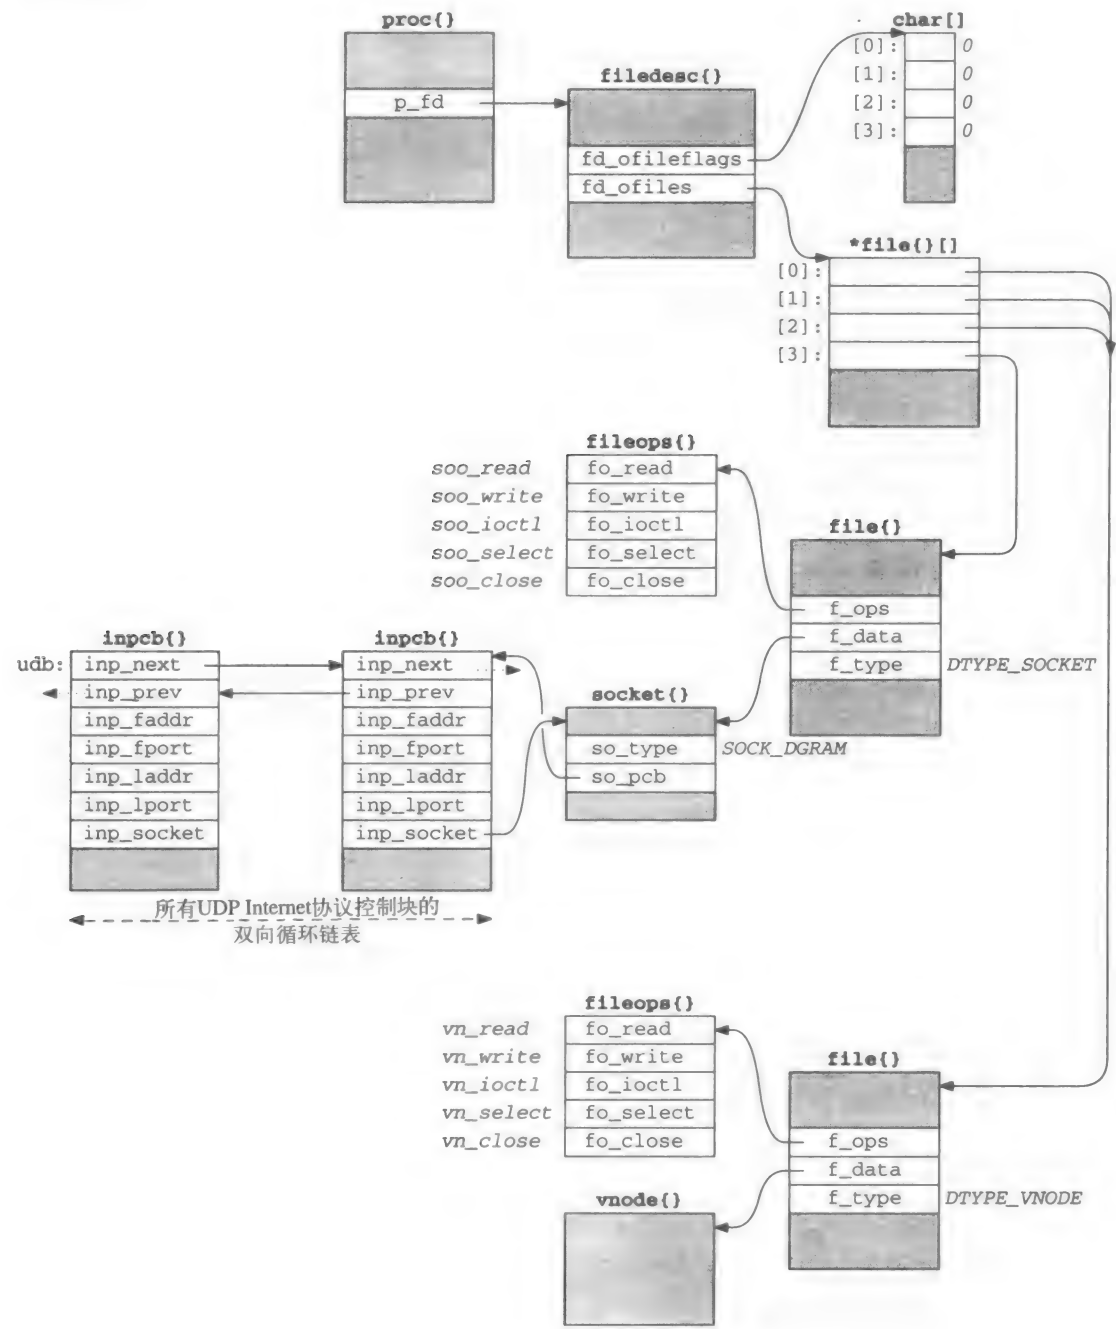 proc{}
p_fd
filedesc{}
fd_ofileflags
fd_ofiles
char[]
[0]: 0
[1]: 0
[2]: 0
[3]: 0
*file{}[]
[0]:
[1]:
[2]:
[3]:
fileops{}
soo_read fo_read
soo_write fo_write
soo_ioctl fo_ioctl
soo_select fo_select
soo_close fo_close
file{}
f_ops
f_data
f_type DTYPE_SOCKET
inpcb{}
udb: inp_next
inp_prev
inp_faddr
inp_fport
inp_laddr
inp_lport
inp_socket
inpcb{}
inp_next
inp_prev
inp_faddr
inp_fport
inp_laddr
inp_lport
inp_socket
socket{}
so_type SOCK_DGRAM
so_pcb
所有UDP Internet协议控制块的
双向循环链表
fileops{}
vn_read fo_read
vn_write fo_write
vn_ioctl fo_ioctl
vn_select fo_select
vn_close fo_close
file{}
f_ops
f_data
f_type DTYPE_VNODE
vnode{}